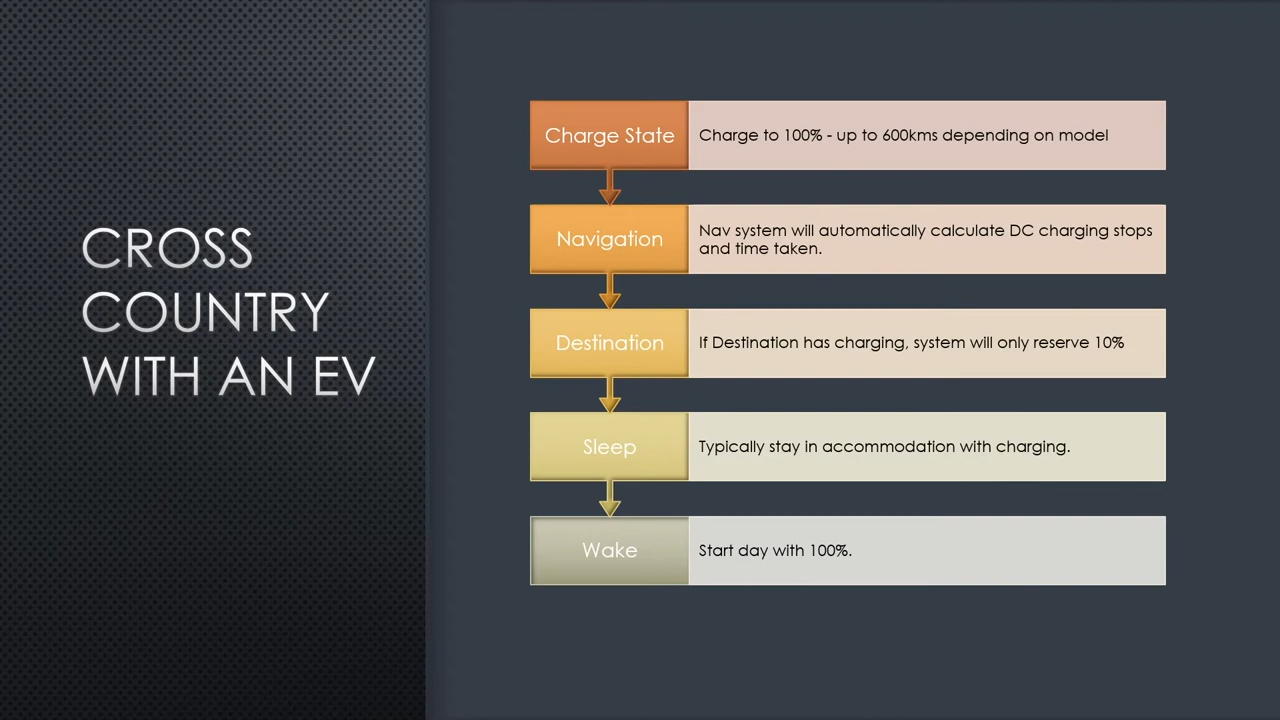 CROSS
COUNTRY
WITH AN EV
Charge State
Charge to 100% - up to 600kms depending on model
Navigation
Nav system will automatically calculate DC charging stops
and time taken.
Destination
If Destination has charging, system will only reserve 10%
Sleep
Typically stay in accommodation with charging.
Wake
Start day with 100%.